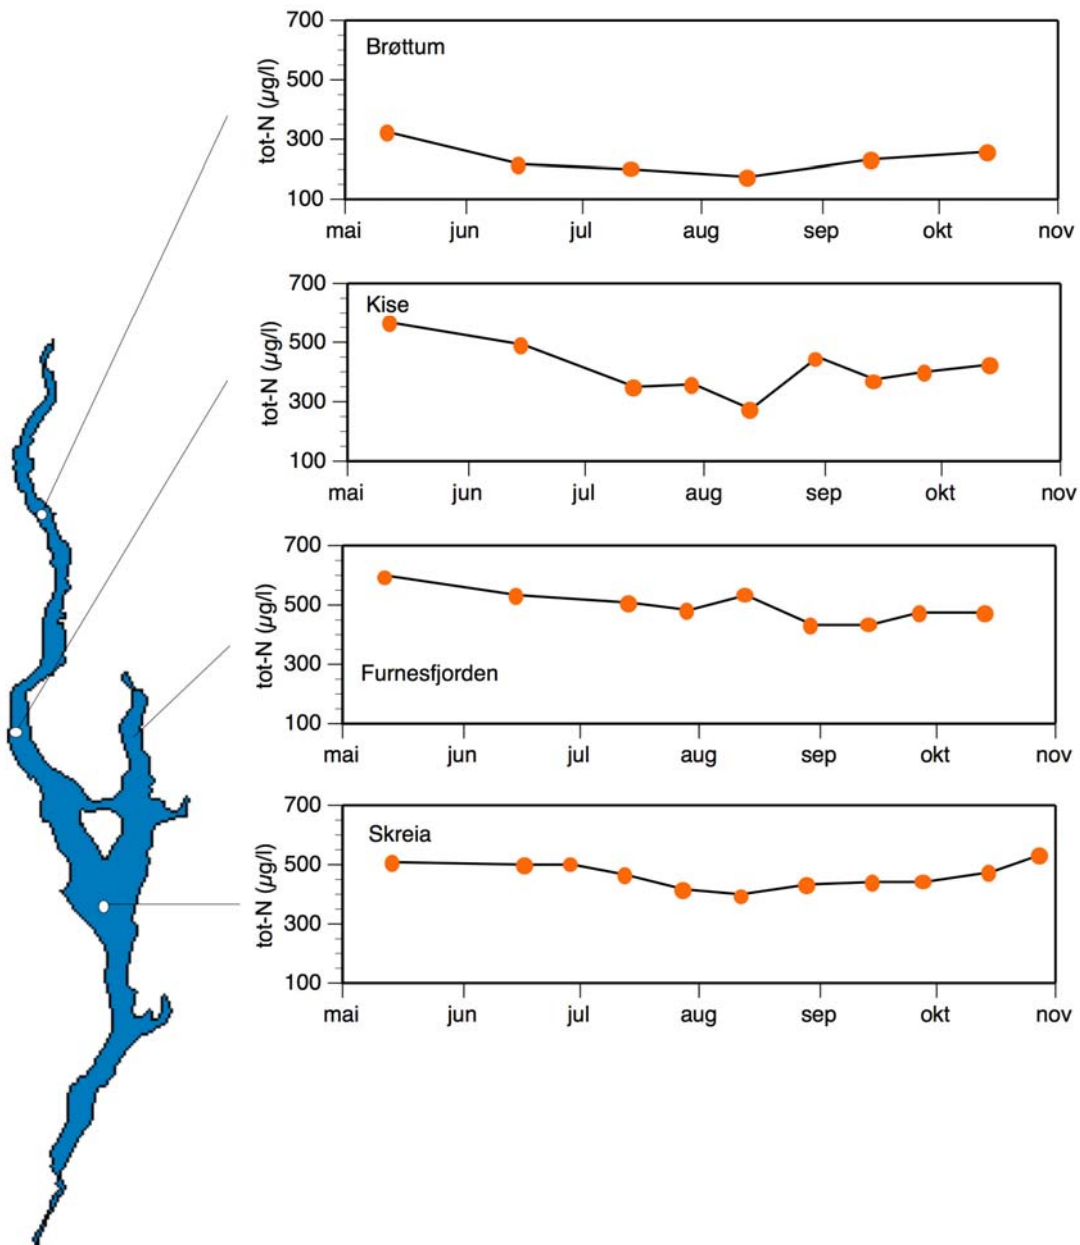 Brøttum
tot-N (µg/l)
700
500
300
100
mai jun jul aug sep okt nov
Kise
tot-N (µg/l)
700
500
300
100
mai jun jul aug sep okt nov
Furnesfjorden
tot-N (µg/l)
700
500
300
100
mai jun jul aug sep okt nov
Skreia
tot-N (µg/l)
700
500
300
100
mai jun jul aug sep okt nov